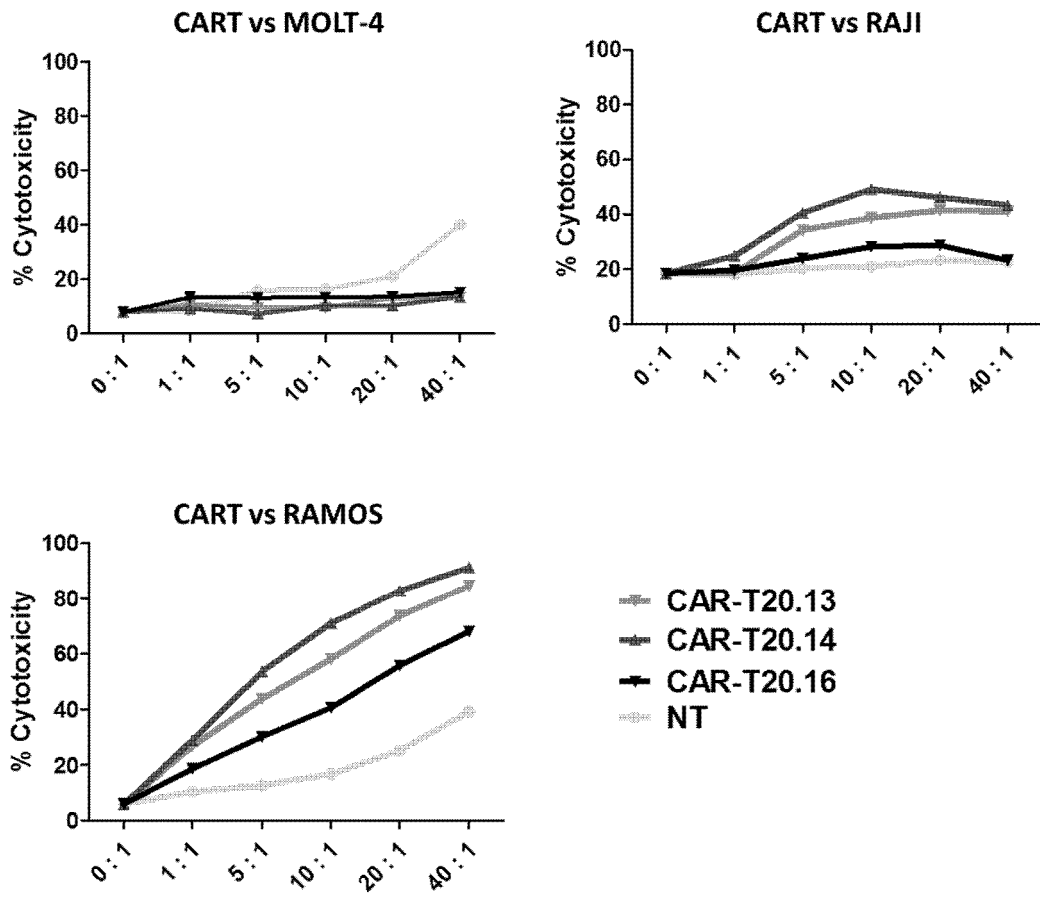 CART vs MOLT-4
% Cytotoxicity
100
80
60
40
20
0
0 : 1
1 : 1
5 : 1
10 : 1
20 : 1
40 : 1
CART vs RAJI
% Cytotoxicity
100
80
60
40
20
0
0 : 1
1 : 1
5 : 1
10 : 1
20 : 1
40 : 1
CART vs RAMOS
% Cytotoxicity
100
80
60
40
20
0
0 : 1
1 : 1
5 : 1
10 : 1
20 : 1
40 : 1
CAR-T20.13
CAR-T20.14
CAR-T20.16
NT